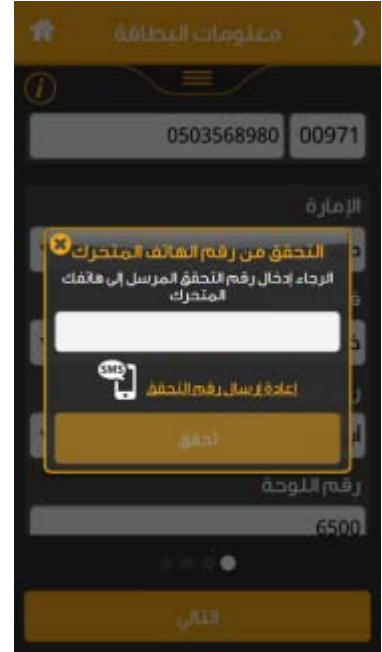 معلومات البطاقة
00971 0503568980
الإمارة
التحقق من رقم الهاتف المتحرك
الرجاء إدخال رقم التحقق المرسل إلى هاتفك
المتحرك
SMS
إعادة إرسال رقم التحقق
تحقق
رقم اللوحة
6500
التالي